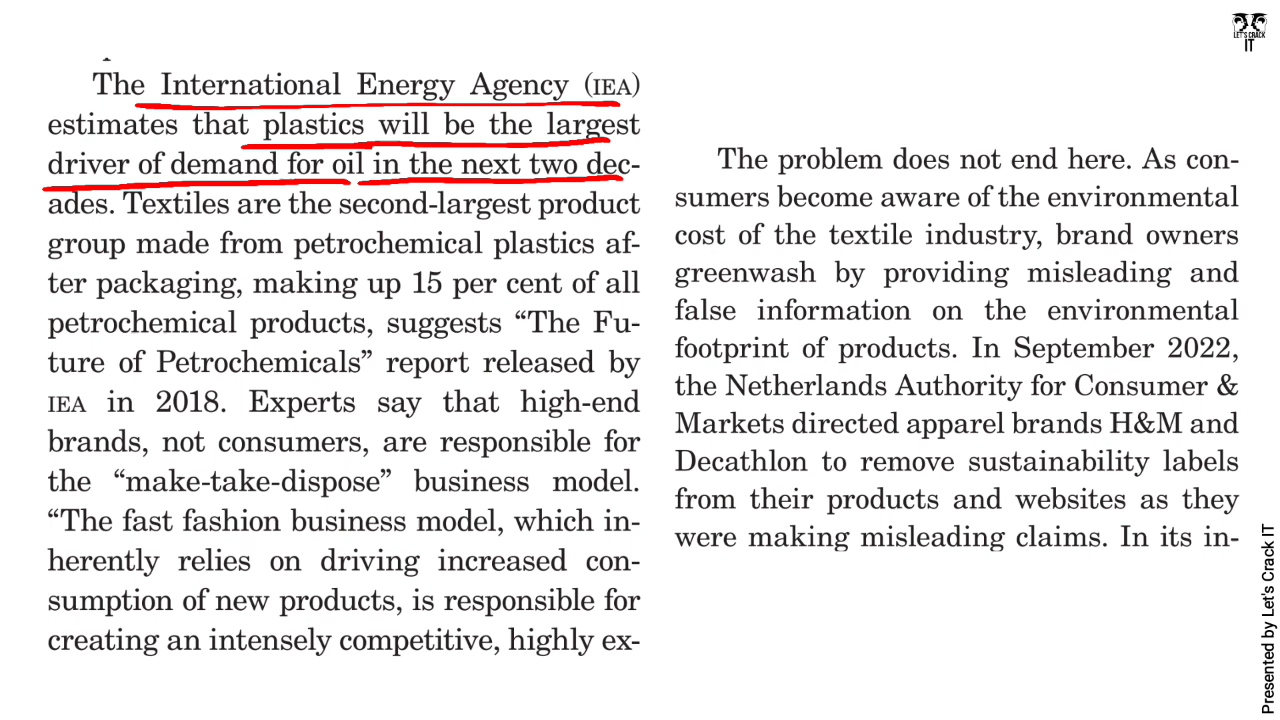 The International Energy Agency (IEA)
estimates that plastics will be the largest
driver of demand for oil in the next two dec-
ades. Textiles are the second-largest product
group made from petrochemical plastics af-
ter packaging, making up 15 per cent of all
petrochemical products, suggests “The Fu-
ture of Petrochemicals” report released by
IEA in 2018. Experts say that high-end
brands, not consumers, are responsible for
the “make-take-dispose” business model.
“The fast fashion business model, which in-
herently relies on driving increased con-
sumption of new products, is responsible for
creating an intensely competitive, highly ex-
The problem does not end here. As con-
sumers become aware of the environmental
cost of the textile industry, brand owners
greenwash by providing misleading and
false information on the environmental
footprint of products. In September 2022,
the Netherlands Authority for Consumer &
Markets directed apparel brands H&M and
Decathlon to remove sustainability labels
from their products and websites as they
were making misleading claims. In its in-
LET'S CRACK
IT
Presented by Let's Crack IT